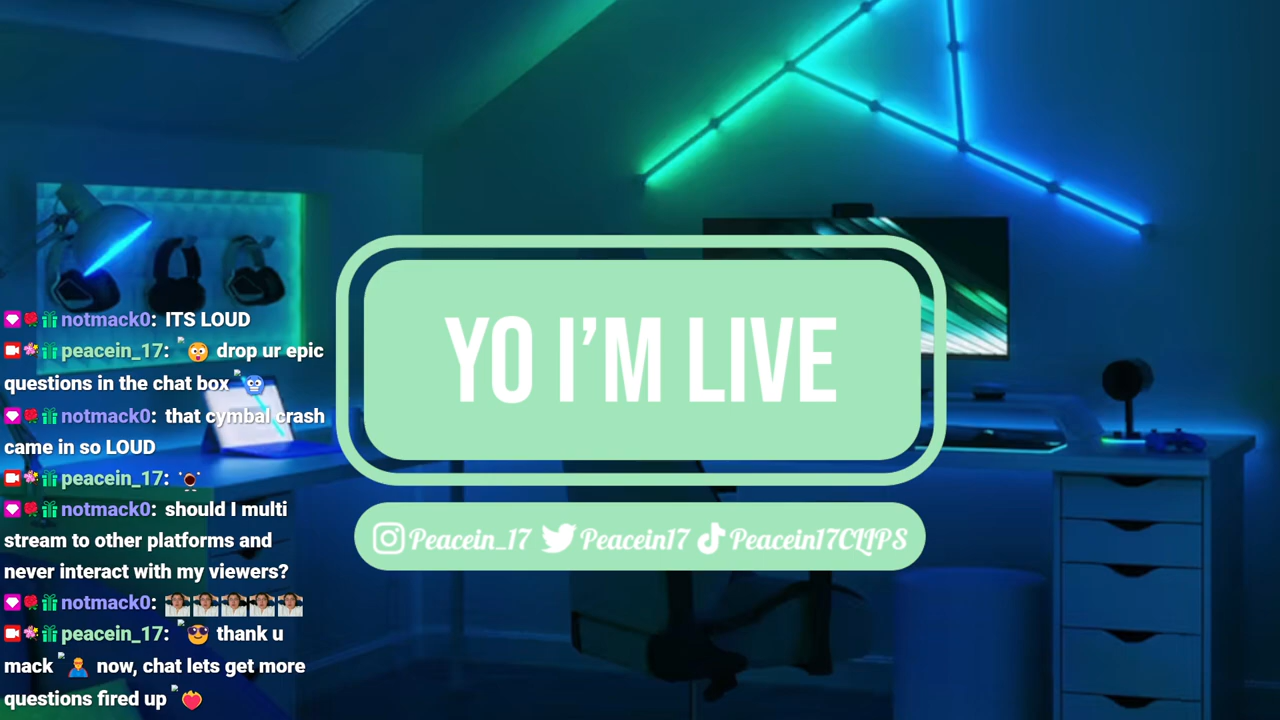 YO I’M LIVE
Peacein_17 Peacein17 Peacein17CLIPS
notmack0: ITS LOUD
peacein_17: drop ur epic
questions in the chat box
notmack0: that cymbal crash
came in so LOUD
peacein_17:
notmack0: should I multi
stream to other platforms and
never interact with my viewers?
notmack0:
peacein_17: thank u
mack now, chat lets get more
questions fired up